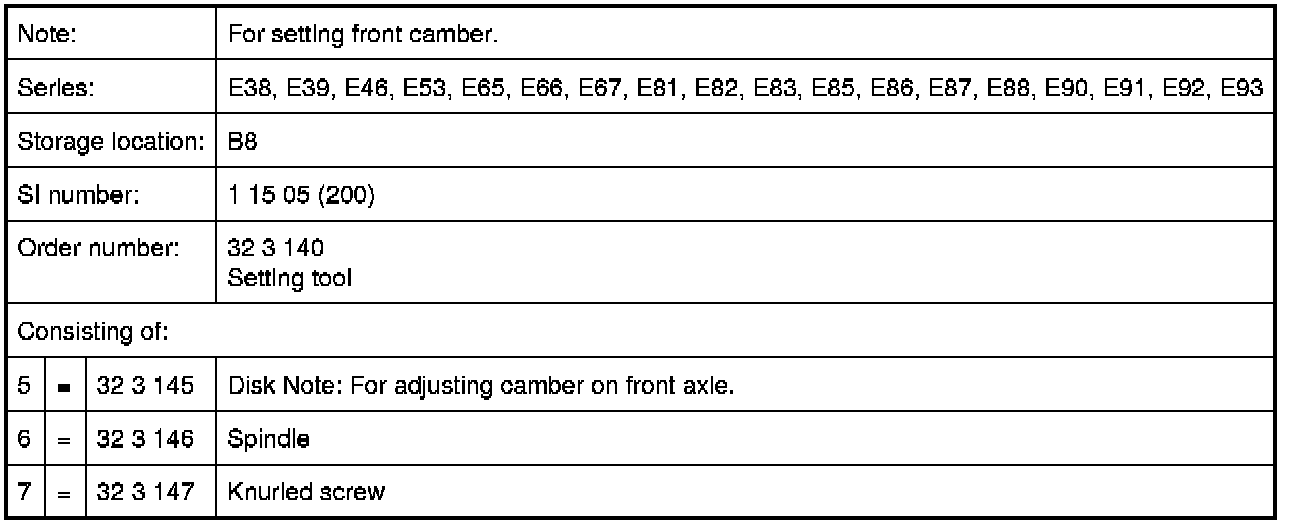 Note: For setting front camber.
Series: E38, E39, E46, E53, E65, E66, E67, E81, E82, E83, E85, E86, E87, E88, E90, E91, E92, E93
Storage location: B8
SI number: 1 15 05 (200)
Order number: 32 3 140
Setting tool
Consisting of:
5 = 32 3 145 Disk Note: For adjusting camber on front axle.
6 = 32 3 146 Spindle
7 = 32 3 147 Knurled screw